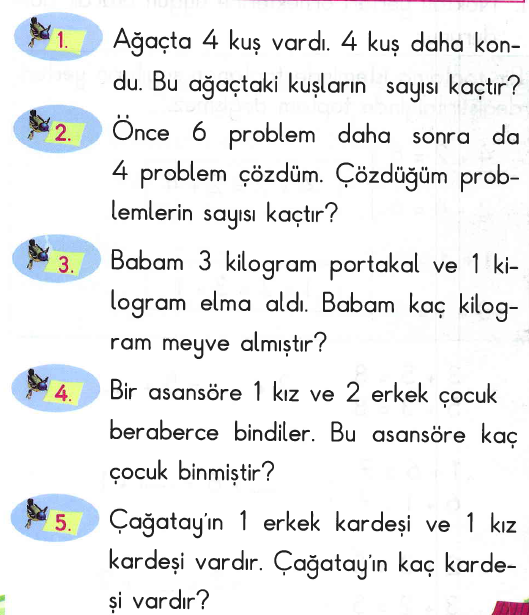 1. Ağaçta 4 kuş vardı. 4 kuş daha kon-
du. Bu ağaçtaki kuşların sayısı kaçtır?
2. Önce 6 problem daha sonra da
4 problem çözdüm. Çözdüğüm prob-
lemlerin sayısı kaçtır?
3. Babam 3 kilogram portakal ve 1 ki-
logram elma aldı. Babam kaç kilog-
ram meyve almıştır?
4. Bir asansöre 1 kız ve 2 erkek çocuk
beraberce bindiler. Bu asansöre kaç
çocuk binmiştir?
5. Çağatay'ın 1 erkek kardeşi ve 1 kız
kardeşi vardır. Çağatay'ın kaç karde-
şi vardır?